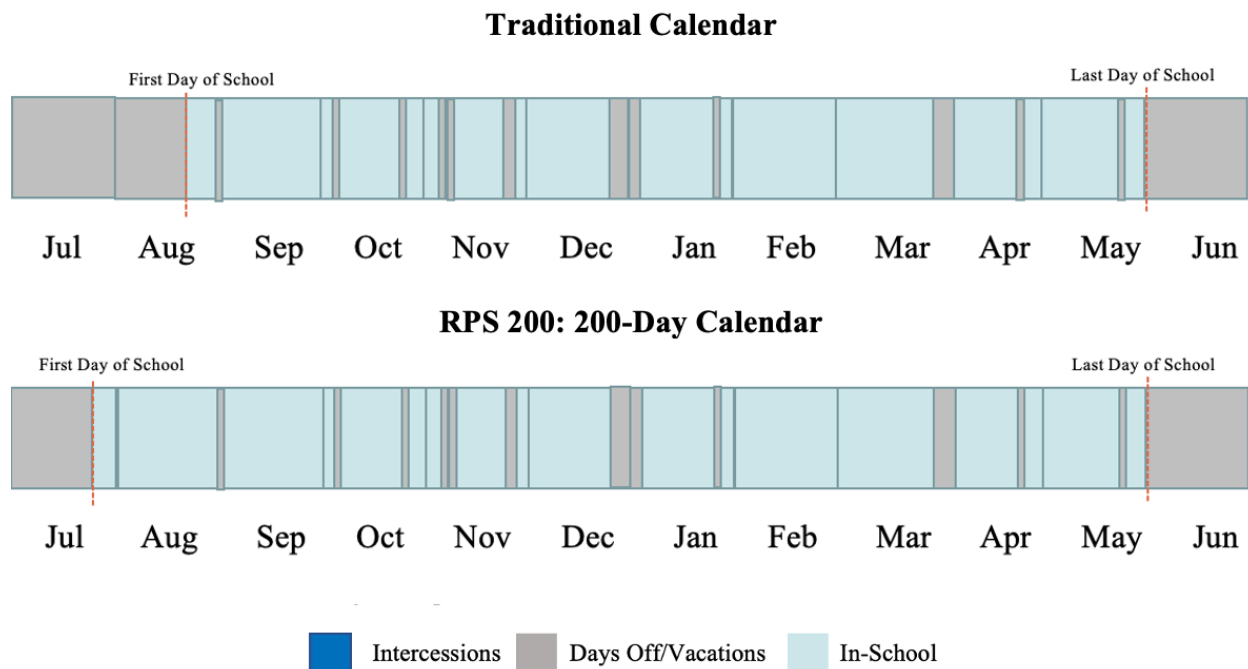 Traditional Calendar
First Day of School
Last Day of School
Jul Aug Sep Oct Nov Dec Jan Feb Mar Apr May Jun
RPS 200: 200-Day Calendar
First Day of School
Last Day of School
Jul Aug Sep Oct Nov Dec Jan Feb Mar Apr May Jun
Intercessions Days Off/Vacations In-School